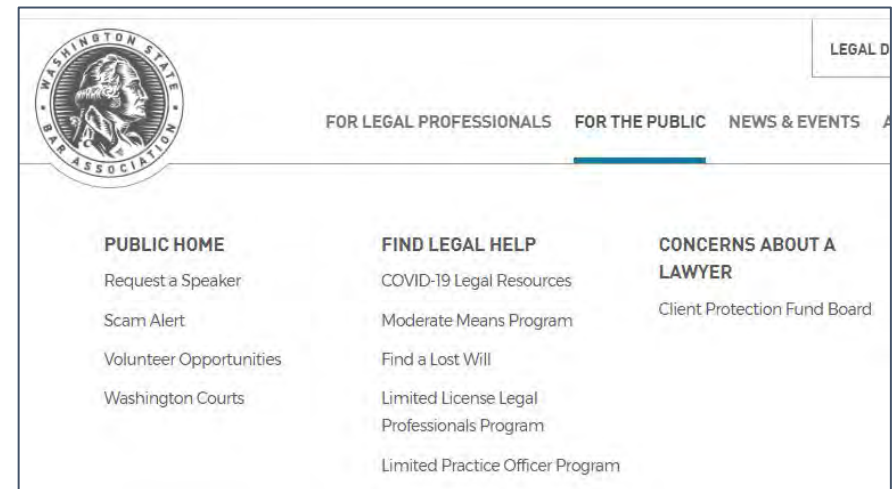 WASHINGTON STATE
BAR ASSOCIATION
LEGAL
FOR LEGAL PROFESSIONALS FOR THE PUBLIC NEWS & EVENTS
PUBLIC HOME
Request a Speaker
Scam Alert
Volunteer Opportunities
Washington Courts
FIND LEGAL HELP
COVID-19 Legal Resources
Moderate Means Program
Find a Lost Will
Limited License Legal
Professionals Program
Limited Practice Officer Program
CONCERNS ABOUT A
LAWYER
Client Protection Fund Board